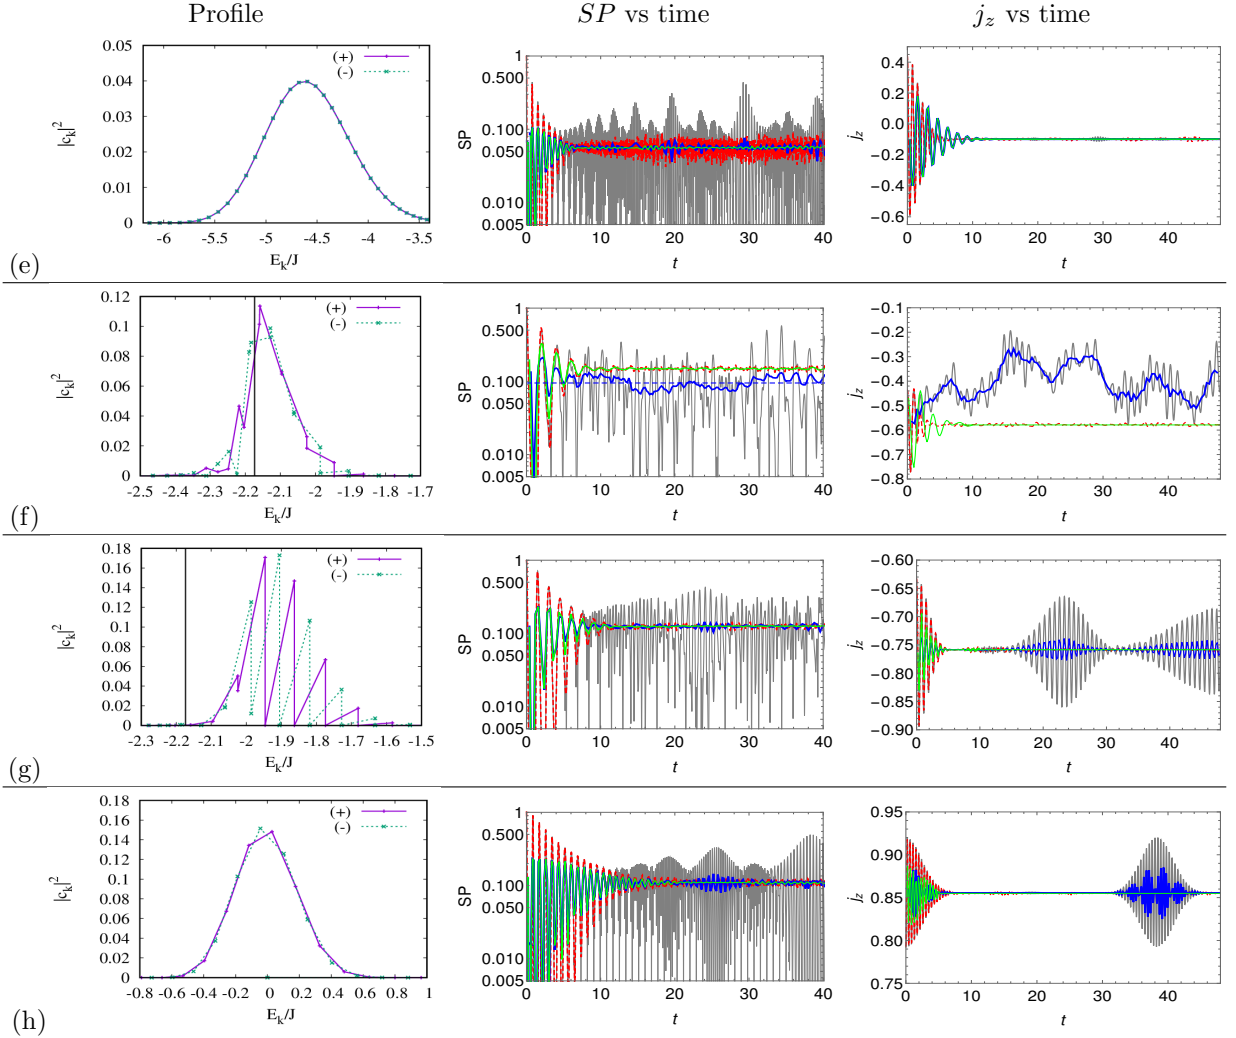 Profile SP vs time j_z vs time
0.05
0.04
0.03
0.02
0.01
0
|c_k|^2
(+)
(-)
-6 -5.5 -5 -4.5 -4 -3.5
E_k/J
1
0.500
0.100
0.050
0.010
0.005
SP
0 10 20 30 40
t
0.4
0.2
0.0
−0.2
−0.4
−0.6
j_z
0 10 20 30 40
t
(e)
0.12
0.1
0.08
0.06
0.04
0.02
0
|c_k|^2
(+)
(-)
-2.5 -2.4 -2.3 -2.2 -2.1 -2 -1.9 -1.8 -1.7
E_k/J
1
0.500
0.100
0.050
0.010
0.005
SP
0 10 20 30 40
t
−0.1
−0.2
−0.3
−0.4
−0.5
−0.6
−0.7
−0.8
j_z
0 10 20 30 40
t
(f)
0.18
0.16
0.14
0.12
0.1
0.08
0.06
0.04
0.02
0
|c_k|^2
(+)
(-)
-2.3 -2.2 -2.1 -2 -1.9 -1.8 -1.7 -1.6 -1.5
E_k/J
1
0.500
0.100
0.050
0.010
0.005
SP
0 10 20 30 40
t
−0.60
−0.65
−0.70
−0.75
−0.80
−0.85
−0.90
j_z
0 10 20 30 40
t
(g)
0.18
0.16
0.14
0.12
0.1
0.08
0.06
0.04
0.02
0
|c_k|^2
(+)
(-)
-0.8 -0.6 -0.4 -0.2 0 0.2 0.4 0.6 0.8 1
E_k/J
1
0.500
0.100
0.050
0.010
0.005
SP
0 10 20 30 40
t
0.95
0.90
0.85
0.80
0.75
j_z
0 10 20 30 40
t
(h)